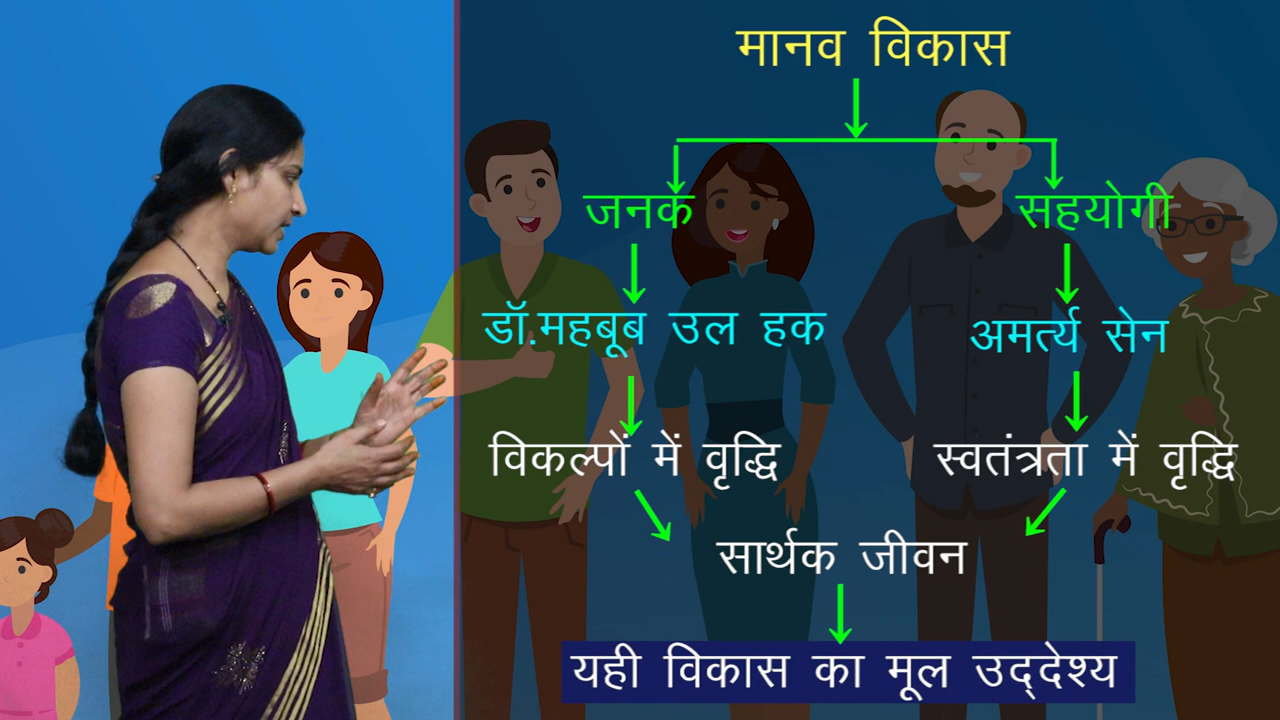 मानव विकास
जनक
सहयोगी
डॉ.महबूब उल हक
अमर्त्य सेन
विकल्पों में वृद्धि
स्वतंत्रता में वृद्धि
सार्थक जीवन
यही विकास का मूल उद्‌देश्य